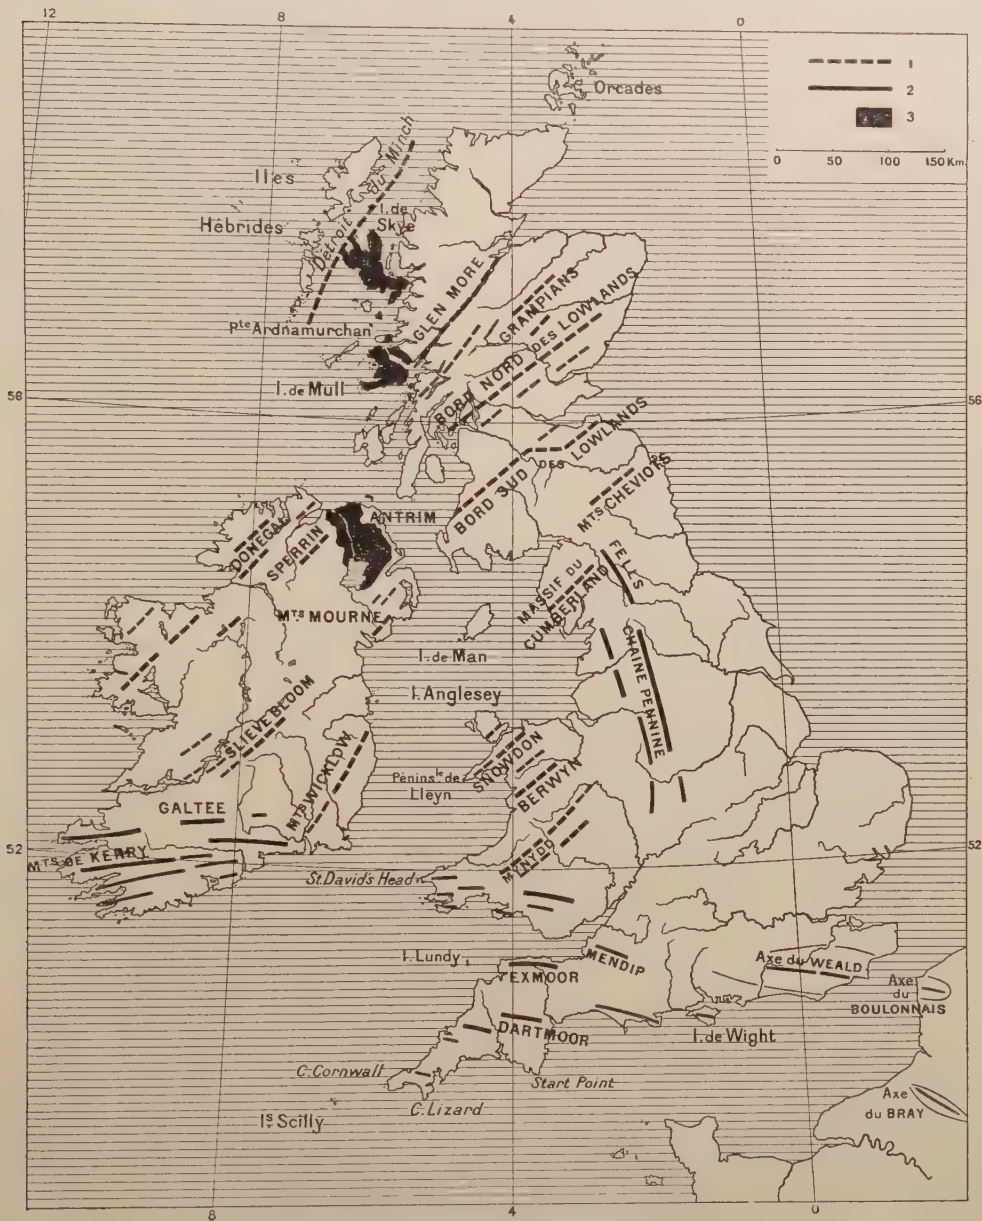 12
8
4
0
1
2
3
0 50 100 150 Km.
Orcades
Iles
Hébrides
Détroit du Minch
I. de
Skye
Pte Ardnamurchan
GLEN MORE
GRAMPIANS
BORD NORD DES LOWLANDS
I. de Mull
56
56
BORD SUD DES LOWLANDS
MTS CHEVIOTS
ANTRIM
DONEGAL
SPERRIN
FELLS
MASSIF DU
CUMBERLAND
MTS MOURNE
I. de Man
CHAINE PENNINE
I. Anglesey
SLIEVE BLOOM
SNOWDON
Péninsle de
Lleyn
BERWYN
MTS WICKLOW
GALTEE
52
52
MTS DE KERRY
MYNYDD
St. David's Head
I. Lundy
MENDIP
EXMOOR
Axe du WEALD
Axe
du
BOULONNAIS
DARTMOOR
I. de Wight
C. Cornwall
Start Point
C. Lizard
Is Scilly
Axe
du BRAY
8
4
0